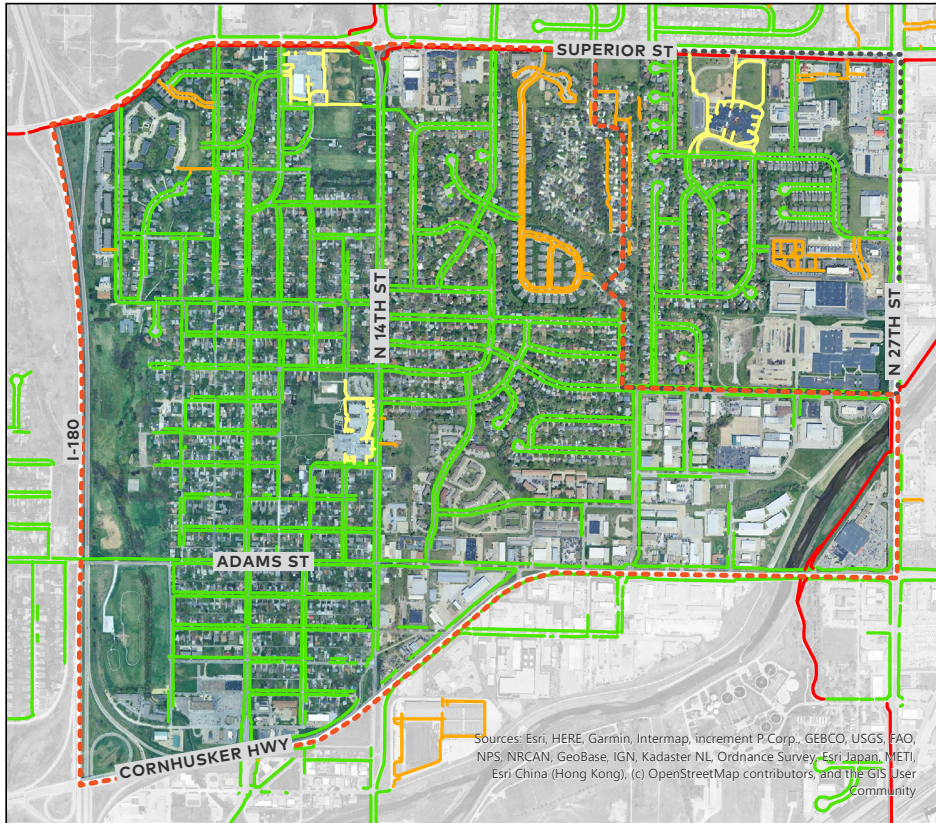 SUPERIOR ST
N 14TH ST
N 27TH ST
I-180
ADAMS ST
CORNHUSKER HWY
Sources: Esri, HERE, Garmin, Intermap, increment P Corp., GEBCO, USGS, FAO,
NPS, NRCAN, GeoBase, IGN, Kadaster NL, Ordnance Survey, Esri Japan, METI,
Esri China (Hong Kong), (c) OpenStreetMap contributors, and the GIS User
Community